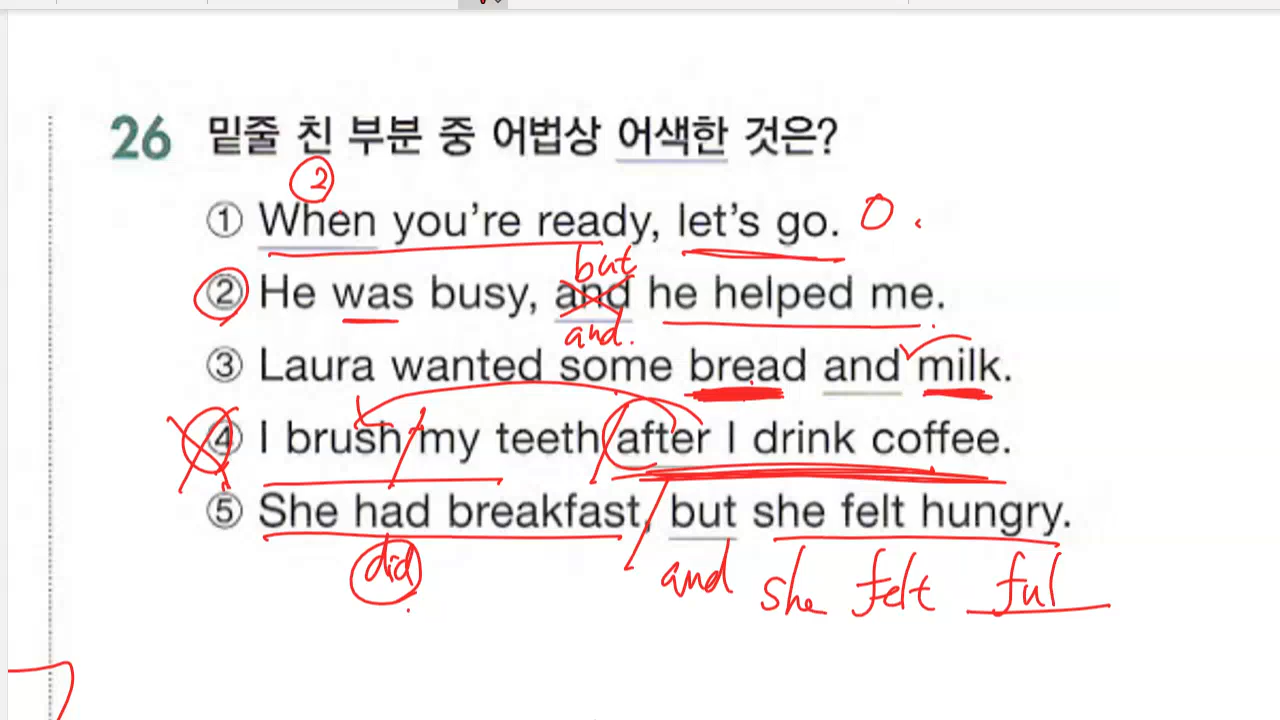 26 밑줄 친 부분 중 어법상 어색한 것은?
2
① When you're ready, let's go. O.
but
② He was busy, and he helped me.
and.
③ Laura wanted some bread and milk.
④ I brush my teeth after I drink coffee.
⑤ She had breakfast, but she felt hungry.
did and she felt ful